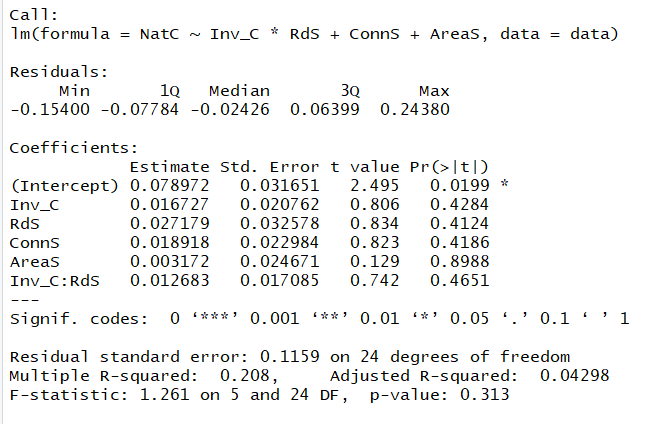 Call:
lm(formula = NatC ~ Inv_C * RdS + ConnS + AreaS, data = data)
Residuals:
Min 1Q Median 3Q Max
-0.15400 -0.07784 -0.02426 0.06399 0.24380
Coefficients:
Estimate Std. Error t value Pr(>|t|)
(Intercept) 0.078972 0.031651 2.495 0.0199 *
Inv_C 0.016727 0.020762 0.806 0.4284
RdS 0.027179 0.032578 0.834 0.4124
ConnS 0.018918 0.022984 0.823 0.4186
AreaS 0.003172 0.024671 0.129 0.8988
Inv_C:RdS 0.012683 0.017085 0.742 0.4651
---
Signif. codes: 0 ‘***’ 0.001 ‘**’ 0.01 ‘*’ 0.05 ‘.’ 0.1 ‘ ’ 1
Residual standard error: 0.1159 on 24 degrees of freedom
Multiple R-squared: 0.208, Adjusted R-squared: 0.04298
F-statistic: 1.261 on 5 and 24 DF, p-value: 0.313